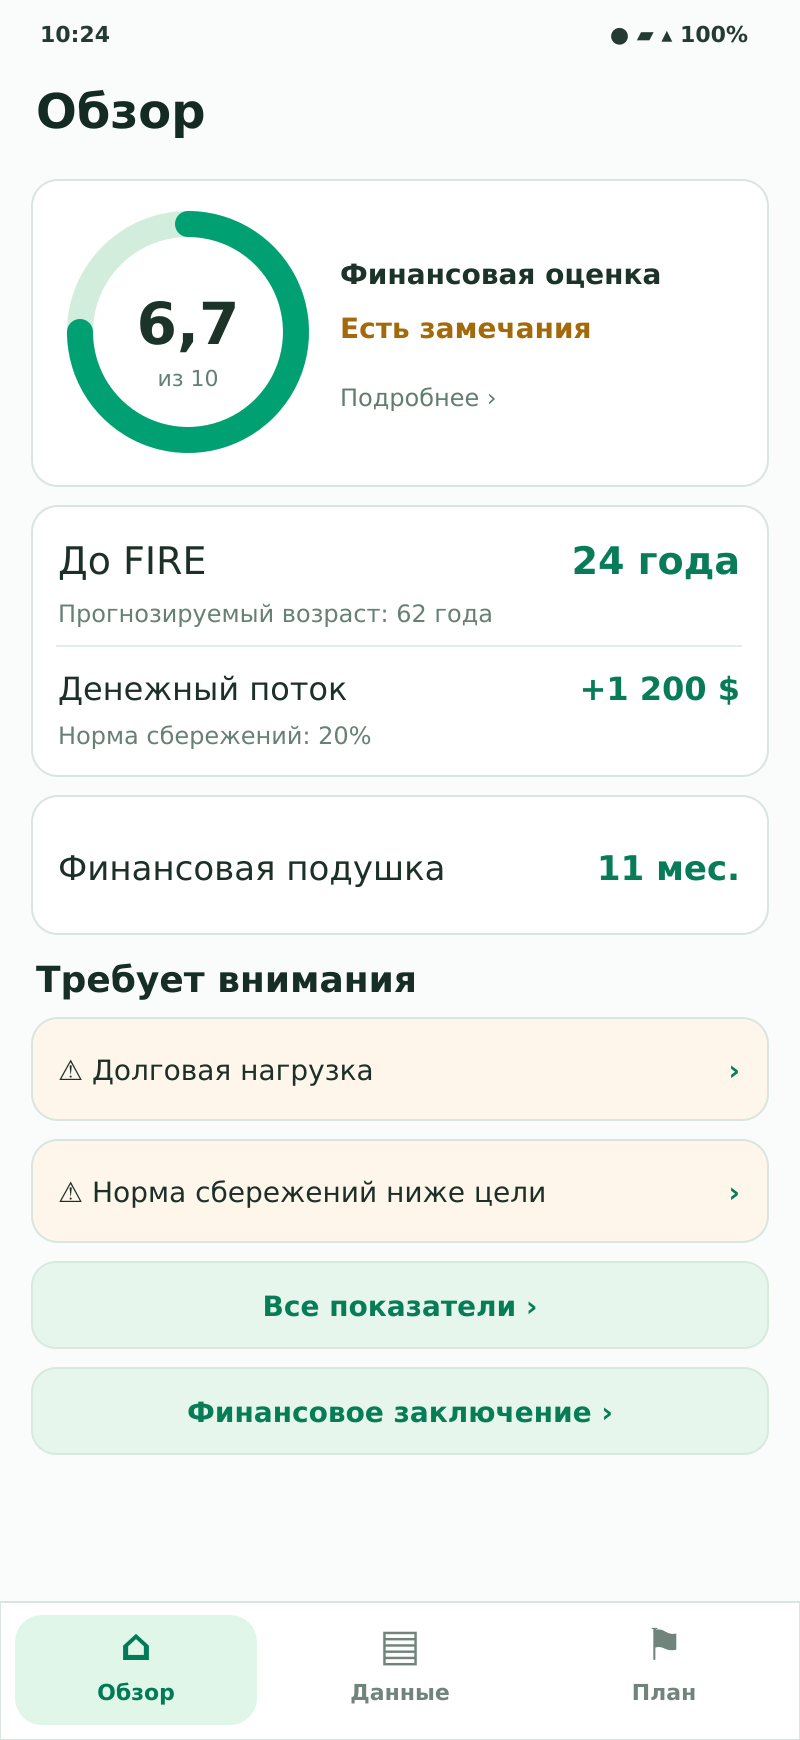 10:24
● ▰ ▴ 100%
Обзор
6,7
из 10
Финансовая оценка
Есть замечания
Подробнее ›
До FIRE
24 года
Прогнозируемый возраст: 62 года
Денежный поток
+1 200 $
Норма сбережений: 20%
Финансовая подушка
11 мес.
Требует внимания
⚠ Долговая нагрузка ›
⚠ Норма сбережений ниже цели ›
Все показатели ›
Финансовое заключение ›
Обзор
Данные
План